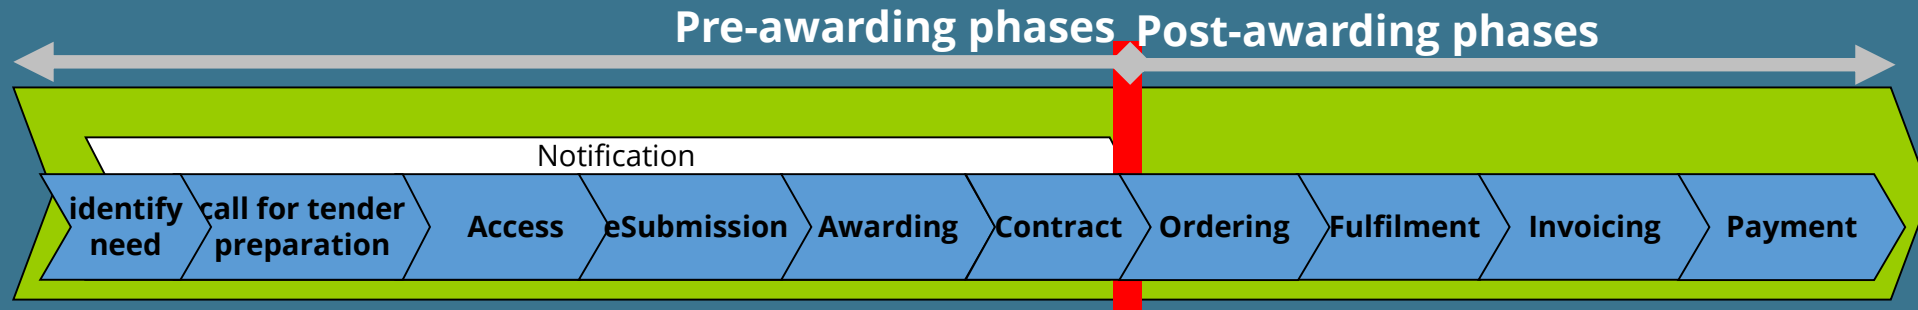 Pre-awarding phases
Post-awarding phases
Notification
identify
need
call for tender
preparation
Access
eSubmission
Awarding
Contract
Ordering
Fulfilment
Invoicing
Payment